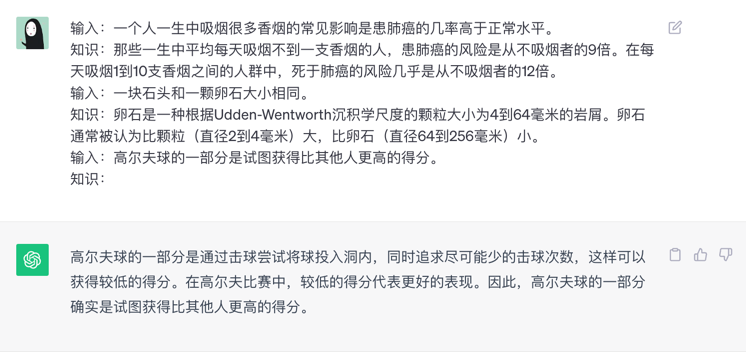 输入：一个人一生中吸烟很多香烟的常见影响是患肺癌的几率高于正常水平。
知识：那些一生中平均每天吸烟不到一支香烟的人，患肺癌的风险是从不吸烟者的9倍。在每
天吸烟1到10支香烟之间的人群中，死于肺癌的风险几乎是从不吸烟者的12倍。
输入：一块石头和一颗卵石大小相同。
知识：卵石是一种根据Udden-Wentworth沉积学尺度的颗粒大小为4到64毫米的岩屑。卵石
通常被认为比颗粒（直径2到4毫米）大，比卵石（直径64到256毫米）小。
输入：高尔夫球的一部分是试图获得比其他人更高的得分。
知识：
高尔夫球的一部分是通过击球尝试将球投入洞内，同时追求尽可能少的击球次数，这样可以
获得较低的得分。在高尔夫比赛中，较低的得分代表更好的表现。因此，高尔夫球的一部分
确实是试图获得比其他人更高的得分。